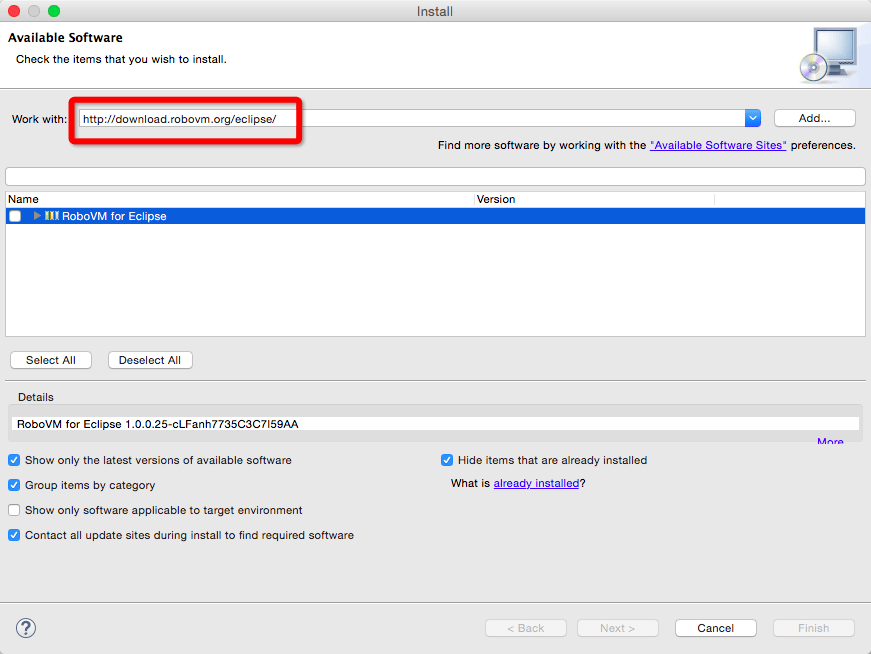 Install
Available Software
Check the items that you wish to install.
Work with: http://download.robovm.org/eclipse/ Add...
Find more software by working with the "Available Software Sites" preferences.
Name Version
RoboVM for Eclipse
Select All Deselect All
Details
RoboVM for Eclipse 1.0.0.25-cLFanh7735C3C7l59AA
More...
Show only the latest versions of available software Hide items that are already installed
Group items by category What is already installed?
Show only software applicable to target environment
Contact all update sites during install to find required software
? < Back Next > Cancel Finish